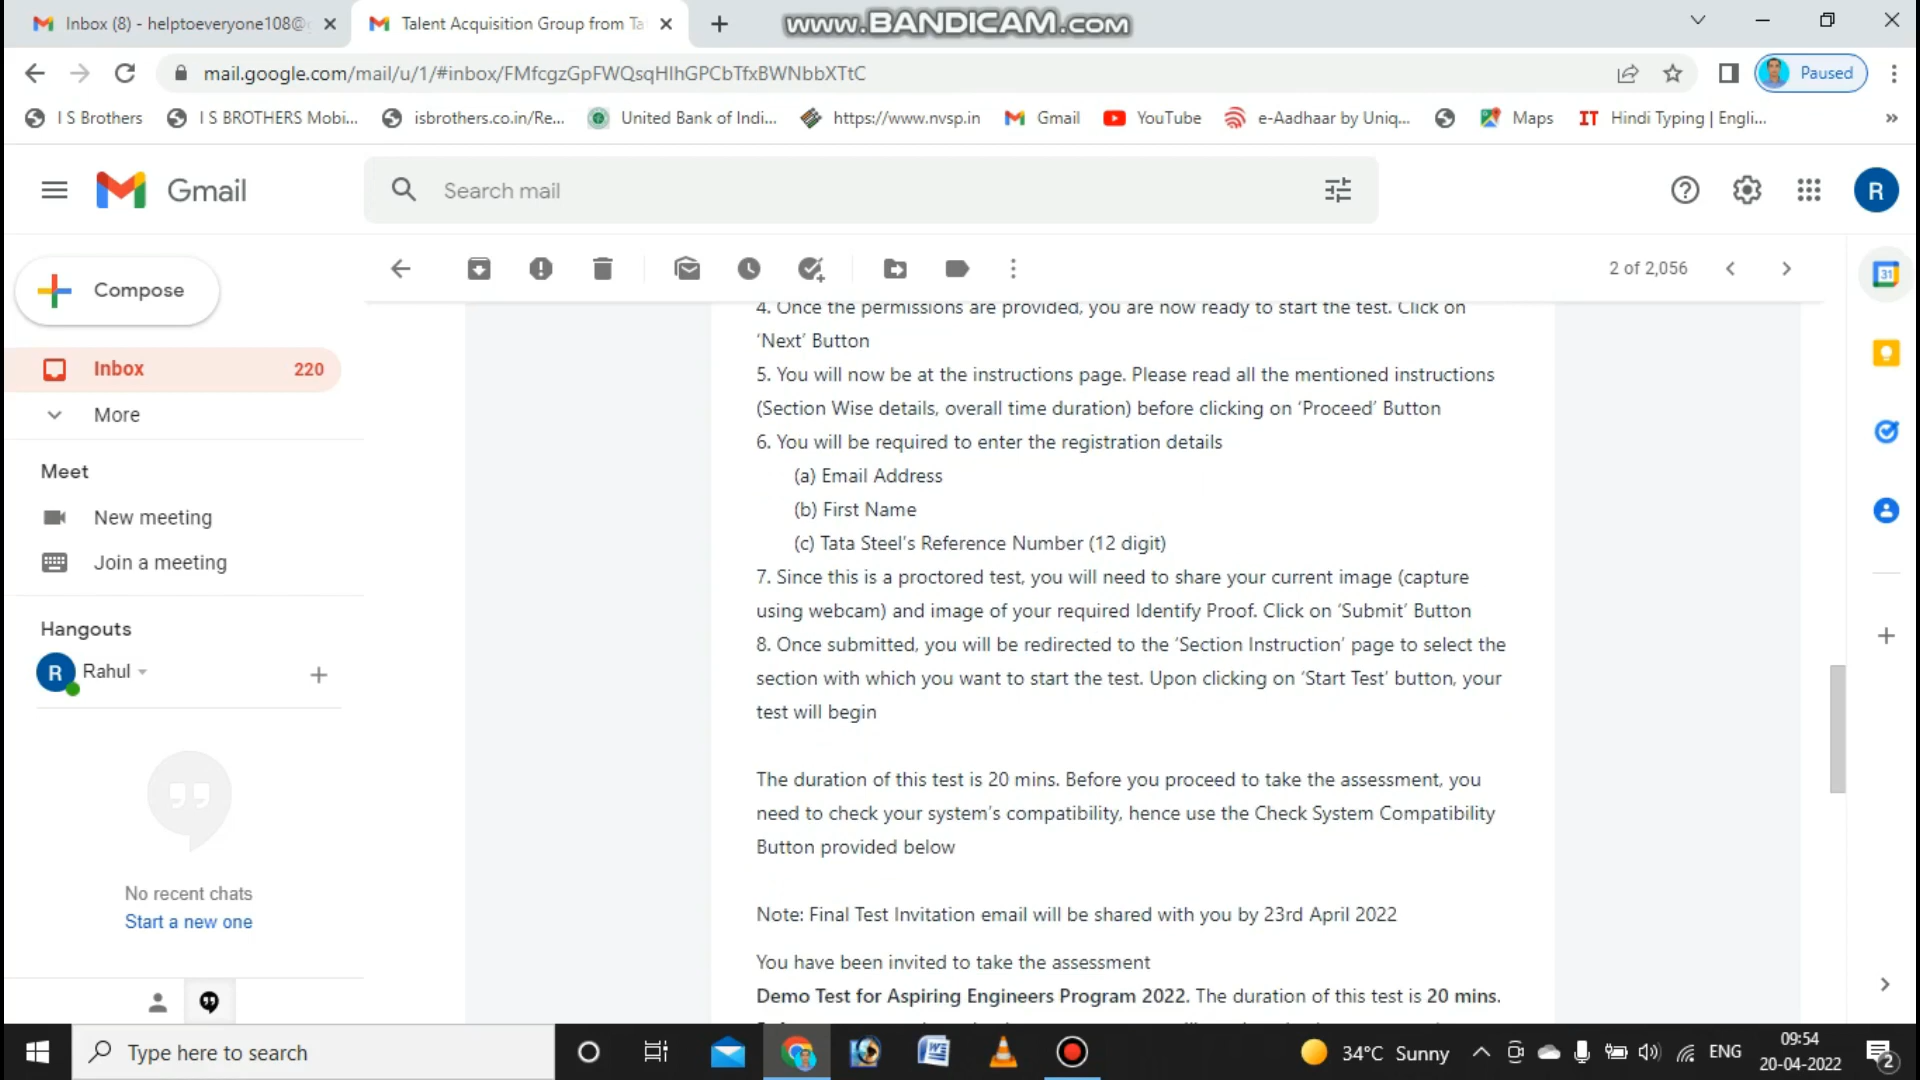 Inbox (8) - helptoeveryone108@
Talent Acquisition Group from Ta
www.BANDICAM.com
mail.google.com/mail/u/1/#inbox/FMfcgzGpFWQsqHlhGPCbTfxBWNbbXTtC
Paused
I S Brothers
I S BROTHERS Mobi...
isbrothers.co.in/Re...
United Bank of Indi...
https://www.nvsp.in
Gmail
YouTube
e-Aadhaar by Uniq...
Maps
IT Hindi Typing | Engli...
»
Gmail
Search mail
R
Compose
2 of 2,056
31
Inbox 220
More
Meet
New meeting
Join a meeting
Hangouts
R Rahul
No recent chats
Start a new one
4. Once the permissions are provided, you are now ready to start the test. Click on
‘Next’ Button
5. You will now be at the instructions page. Please read all the mentioned instructions
(Section Wise details, overall time duration) before clicking on ‘Proceed’ Button
6. You will be required to enter the registration details
(a) Email Address
(b) First Name
(c) Tata Steel’s Reference Number (12 digit)
7. Since this is a proctored test, you will need to share your current image (capture
using webcam) and image of your required Identify Proof. Click on ‘Submit’ Button
8. Once submitted, you will be redirected to the ‘Section Instruction’ page to select the
section with which you want to start the test. Upon clicking on ‘Start Test’ button, your
test will begin
The duration of this test is 20 mins. Before you proceed to take the assessment, you
need to check your system’s compatibility, hence use the Check System Compatibility
Button provided below
Note: Final Test Invitation email will be shared with you by 23rd April 2022
You have been invited to take the assessment
Demo Test for Aspiring Engineers Program 2022. The duration of this test is 20 mins.
Type here to search
34°C Sunny
ENG
09:54
20-04-2022
2